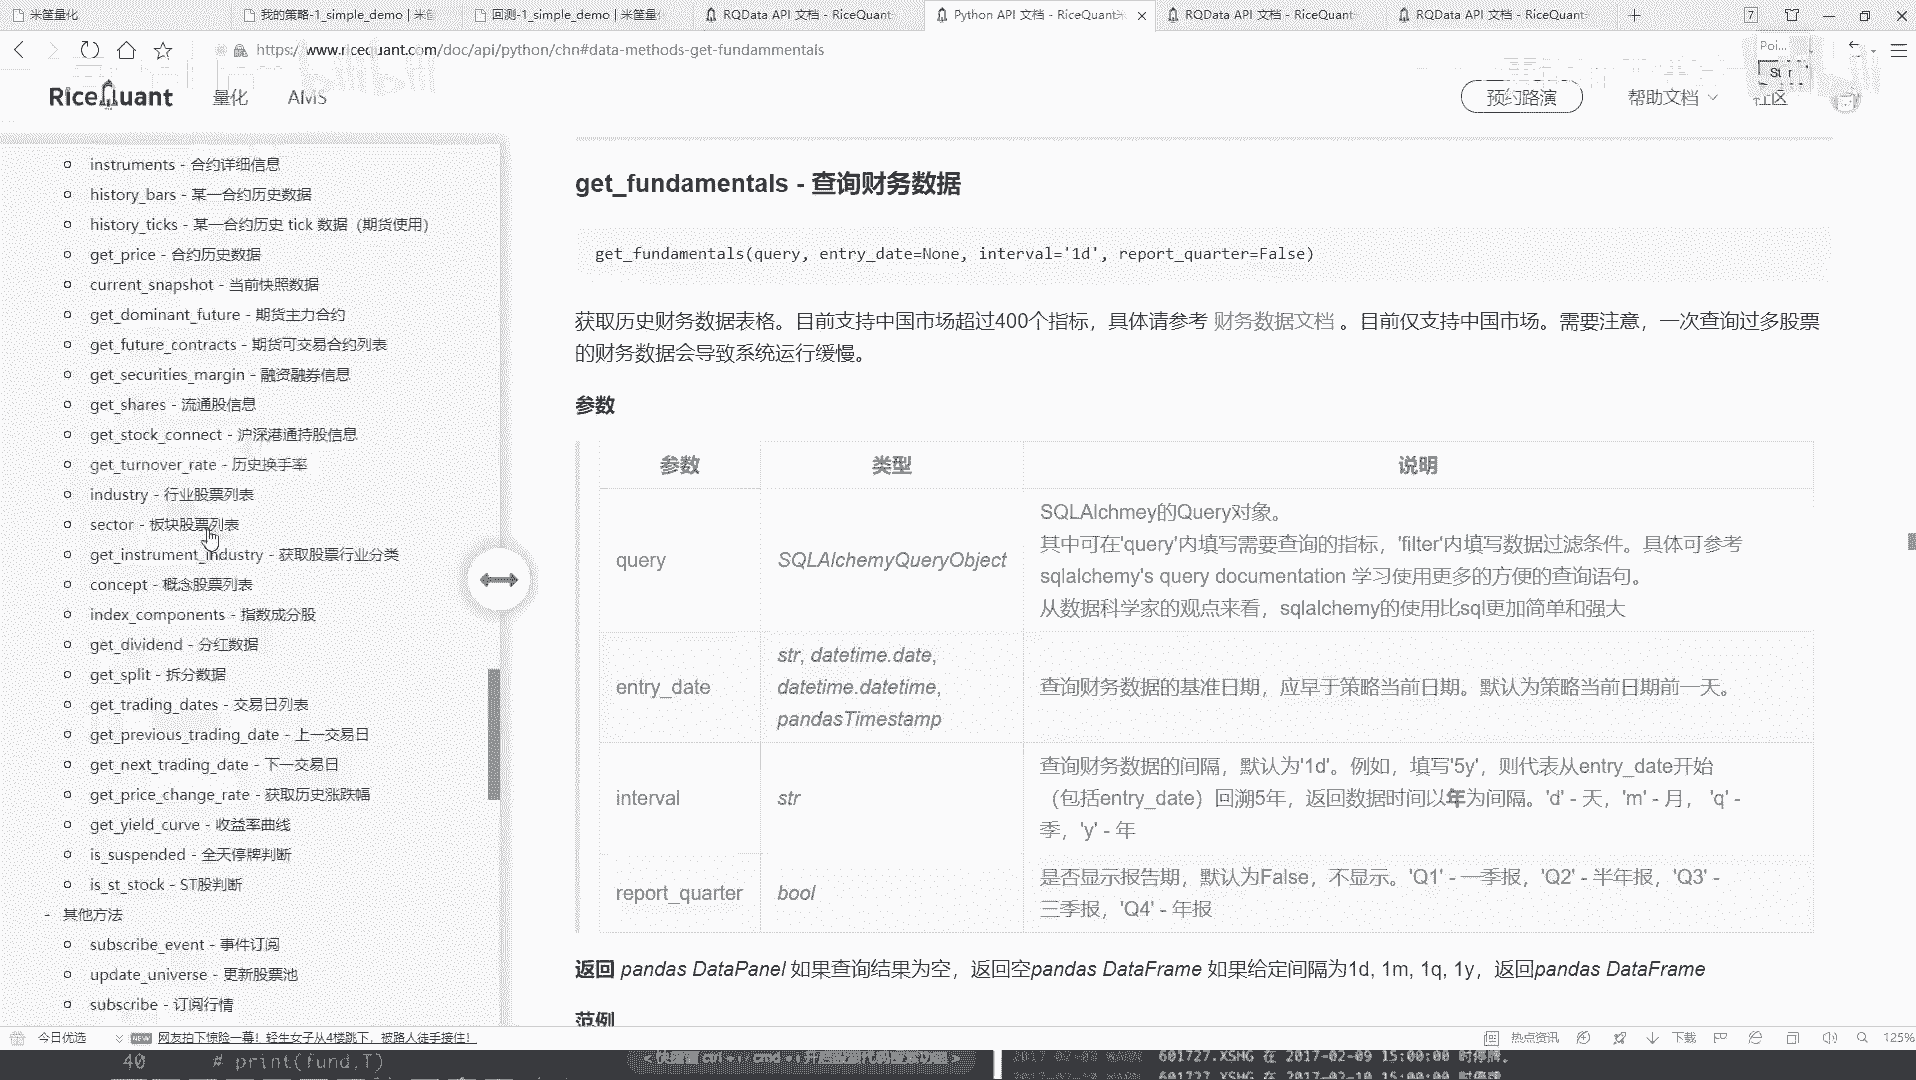 米筐量化
我的策略-1_simple_demo | 米筐
回测-1_simple_demo | 米筐量化
RQData API 文档 - RiceQuant
Python API 文档 - RiceQuant
RQData API 文档 - RiceQuant
RQData API 文档 - RiceQuant
7
https://www.ricequant.com/doc/api/python/chn#data-methods-get-fundammentals
Poi...
RiceQuant
量化
AMS
预约路演
帮助文档
社区
instruments - 合约详细信息
history_bars - 某一合约历史数据
history_ticks - 某一合约历史 tick 数据（期货使用）
get_price - 合约历史数据
current_snapshot - 当前快照数据
get_dominant_future - 期货主力合约
get_future_contracts - 期货可交易合约列表
get_securities_margin - 融资融券信息
get_shares - 流通股信息
get_stock_connect - 沪深港通持股信息
get_turnover_rate - 历史换手率
industry - 行业股票列表
sector - 板块股票列表
get_instrument_industry - 获取股票行业分类
concept - 概念股票列表
index_components - 指数成分股
get_dividend - 分红数据
get_split - 拆分数据
get_trading_dates - 交易日列表
get_previous_trading_date - 上一交易日
get_next_trading_date - 下一交易日
get_price_change_rate - 获取历史涨跌幅
get_yield_curve - 收益率曲线
is_suspended - 全天停牌判断
is_st_stock - ST股判断
- 其他方法
subscribe_event - 事件订阅
update_universe - 更新股票池
subscribe - 订阅行情
get_fundamentals - 查询财务数据
get_fundamentals(query, entry_date=None, interval='1d', report_quarter=False)
获取历史财务数据表格。目前支持中国市场超过400个指标，具体请参考 财务数据文档 。目前仅支持中国市场。需要注意，一次查询过多股票
的财务数据会导致系统运行缓慢。
参数
参数 类型 说明
query
SQLAlchemyQueryObject
SQLAlchmey的Query对象。
其中可在'query'内填写需要查询的指标，'filter'内填写数据过滤条件。具体可参考
sqlalchemy's query documentation 学习使用更多的方便的查询语句。
从数据科学家的观点来看，sqlalchemy的使用比sql更加简单和强大
entry_date
str, datetime.date,
datetime.datetime,
pandasTimestamp
查询财务数据的基准日期，应早于策略当前日期。默认为策略当前日期前一天。
interval
str
查询财务数据的间隔，默认为'1d'。例如，填写'5y'，则代表从entry_date开始
（包括entry_date）回溯5年，返回数据时间以年为间隔。'd' - 天，'m' - 月， 'q' -
季，'y' - 年
report_quarter
bool
是否显示报告期，默认为False，不显示。'Q1' - 一季报，'Q2' - 半年报，'Q3' -
三季报，'Q4' - 年报
返回 pandas DataPanel 如果查询结果为空，返回空pandas DataFrame 如果给定间隔为1d, 1m, 1q, 1y，返回pandas DataFrame
范例
今日优选
NEW
网友拍下惊险一幕！轻生女子从4楼跳下，被路人徒手接住！
热点资讯
下载
125%
40 # print(fund.T)
601727.XSHG 在 2017-02-09 15:00:00 时停牌。
601727.XSHG 在 2017-02-10 15:00:00 时停牌。